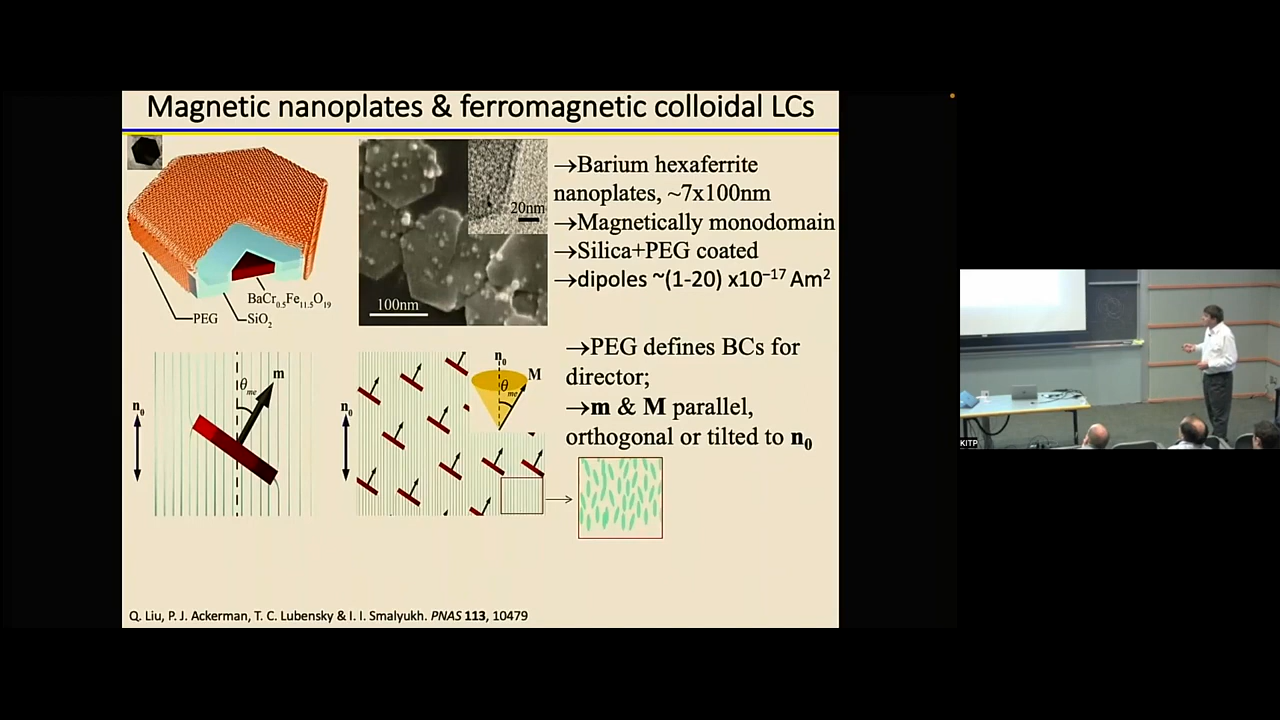 Magnetic nanoplates & ferromagnetic colloidal LCs
PEG
SiO₂
BaCr₀.₅Fe₁₁.₅O₁₉
20nm
100nm
→Barium hexaferrite
nanoplates, ~7x100nm
→Magnetically monodomain
→Silica+PEG coated
→dipoles ~(1-20) x10⁻¹⁷ Am²
n₀
θme
m
n₀
n₀
θme
M
→PEG defines BCs for
director;
→m & M parallel,
orthogonal or tilted to n₀
Q. Liu, P. J. Ackerman, T. C. Lubensky & I. I. Smalyukh. PNAS 113, 10479
KITP